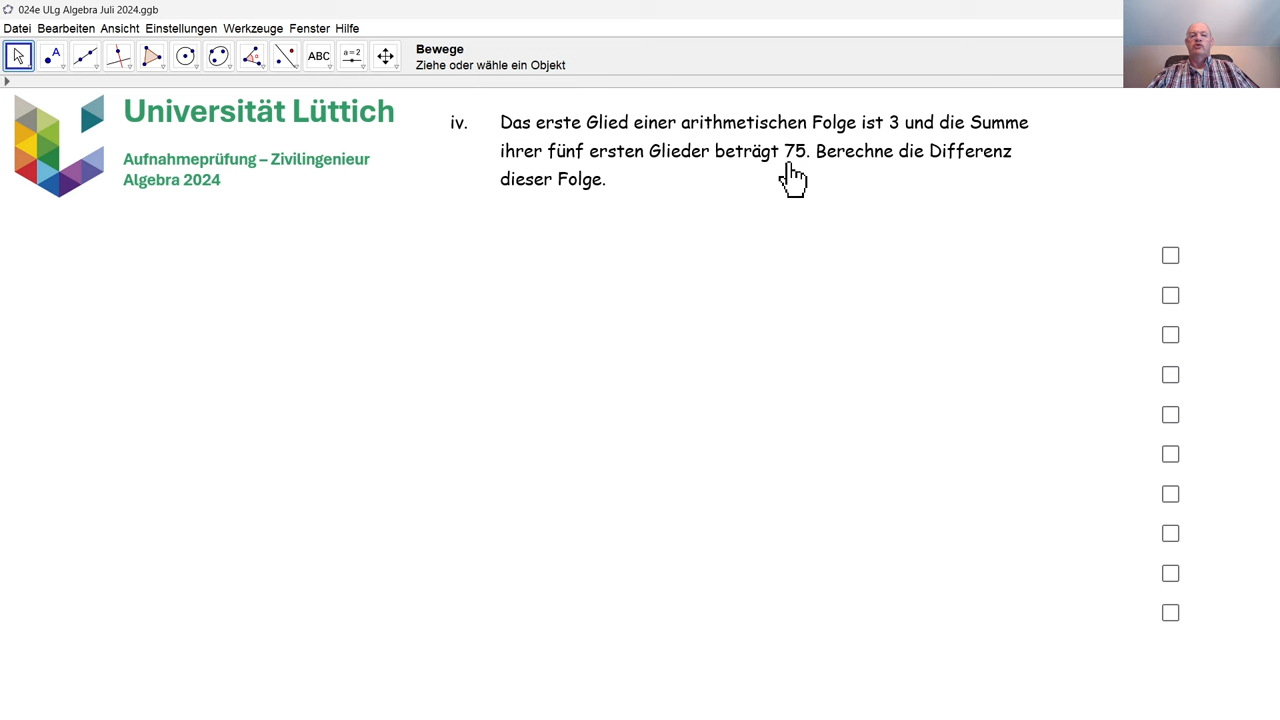 024e ULg Algebra Juli 2024.ggb
Datei Bearbeiten Ansicht Einstellungen Werkzeuge Fenster Hilfe
A
ABC
a=2
Bewege
Ziehe oder wähle ein Objekt
Universität Lüttich
Aufnahmeprüfung – Zivilingenieur
Algebra 2024
iv. Das erste Glied einer arithmetischen Folge ist 3 und die Summe
ihrer fünf ersten Glieder beträgt 75. Berechne die Differenz
dieser Folge.